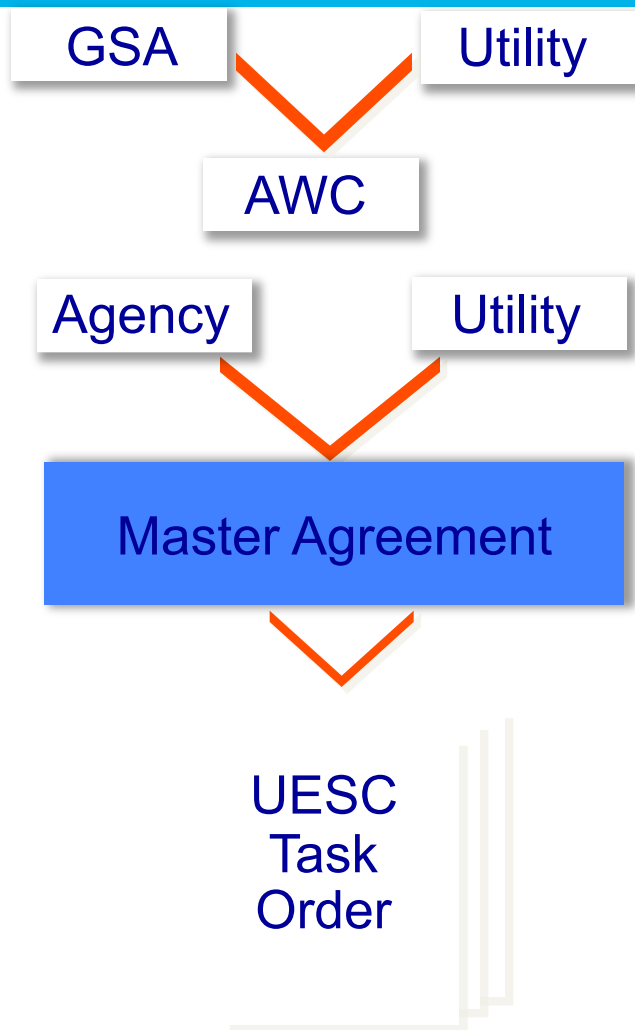 GSA
Utility
AWC
Agency
Utility
Master Agreement
UESC
Task
Order